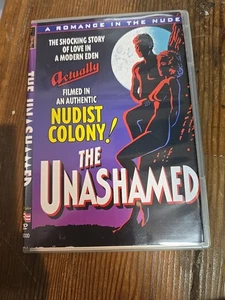 A ROMANCE IN THE NUDE
THE SHOCKING STORY
OF LOVE IN A
MODERN EDEN
Actually
FILMED IN
AN AUTHENTIC
NUDIST
COLONY!
THE
UNASHAMED
THE UNASHAMED